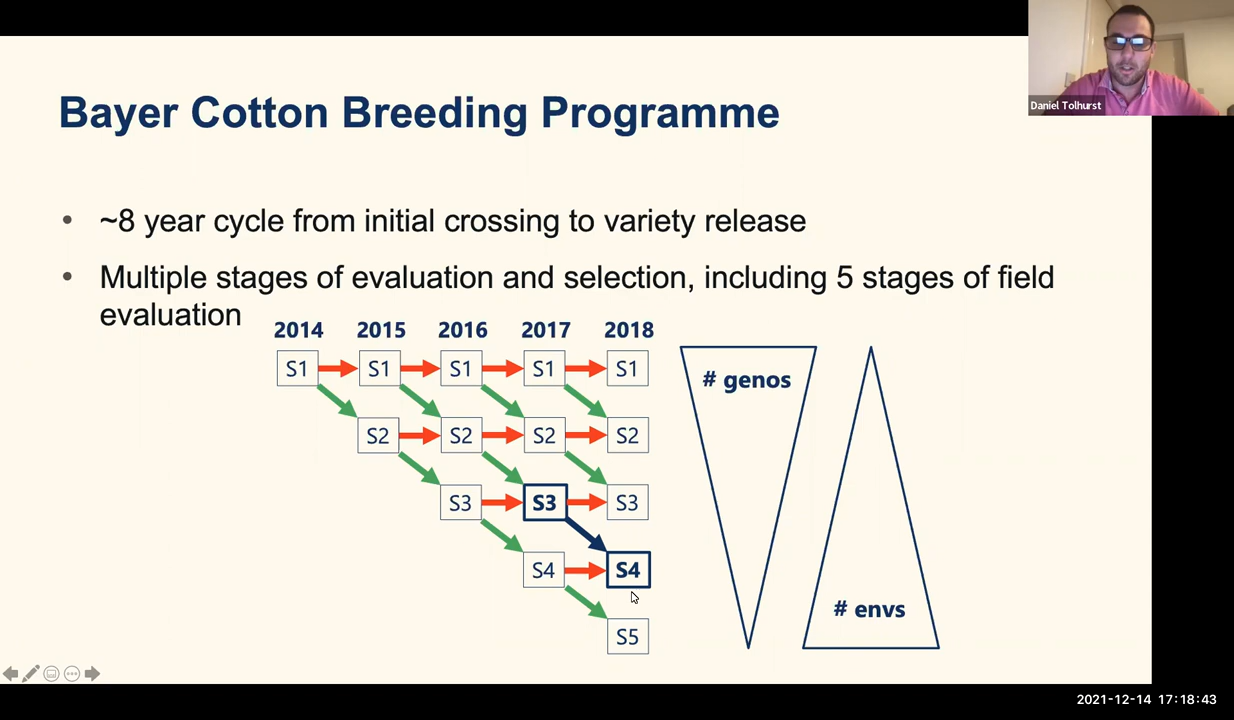 Daniel Tolhurst
Bayer Cotton Breeding Programme
• ~8 year cycle from initial crossing to variety release
• Multiple stages of evaluation and selection, including 5 stages of field
evaluation
2014 2015 2016 2017 2018
S1 S1 S1 S1 S1
# genos
S2 S2 S2 S2
S3 S3 S3
S4 S4
# envs
S5
2021-12-14 17:18:43